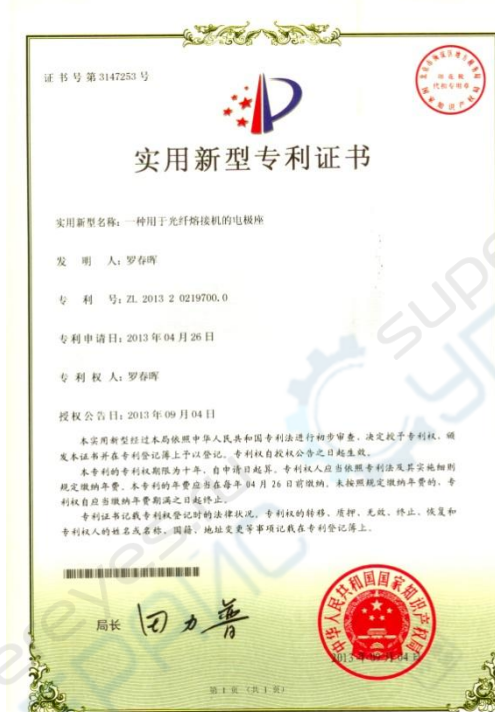 证书号第3147253号
实用新型专利证书
实用新型名称：一种用于光纤熔接机的电极座
发 明 人：罗春晖
专 利 号：ZL 2013 2 0219700.0
专利申请日：2013年04月26日
专 利 权 人：罗春晖
授权公告日：2013年09月04日
本实用新型经过本局依照中华人民共和国专利法进行初步审查，决定授予专利权，颁
发本证书并在专利登记簿上予以登记。专利权自授权公告之日起生效。
本专利的专利权期限为十年，自申请日起算。专利权人应当依照专利法及其实施细则
规定缴纳年费。本专利的年费应当在每年04月26日前缴纳。未按照规定缴纳年费的，专
利权自应当缴纳年费期满之日起终止。
专利证书记载专利权登记时的法律状况。专利权的转移、质押、无效、终止、恢复和
专利权人的姓名或名称、国籍、地址变更等事项记载在专利登记簿上。
局长 田力普
中华人民共和国国家知识产权局
2013年09月04日
第1页（共1页）